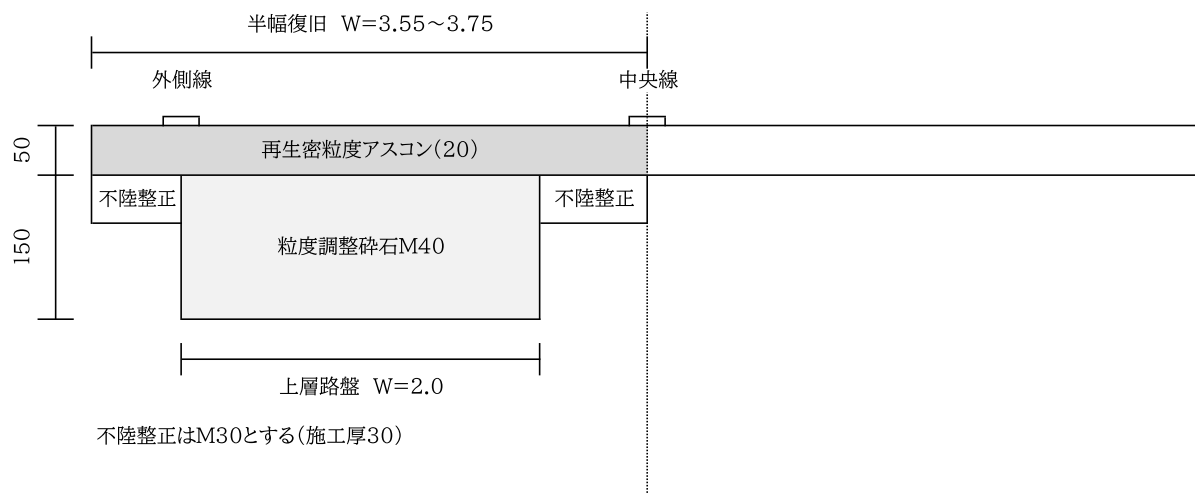 半幅復旧 W=3.55～3.75
外側線
中央線
50
再生密粒度アスコン(20)
不陸整正
不陸整正
150
粒度調整砕石M40
上層路盤 W=2.0
不陸整正はM30とする(施工厚30)